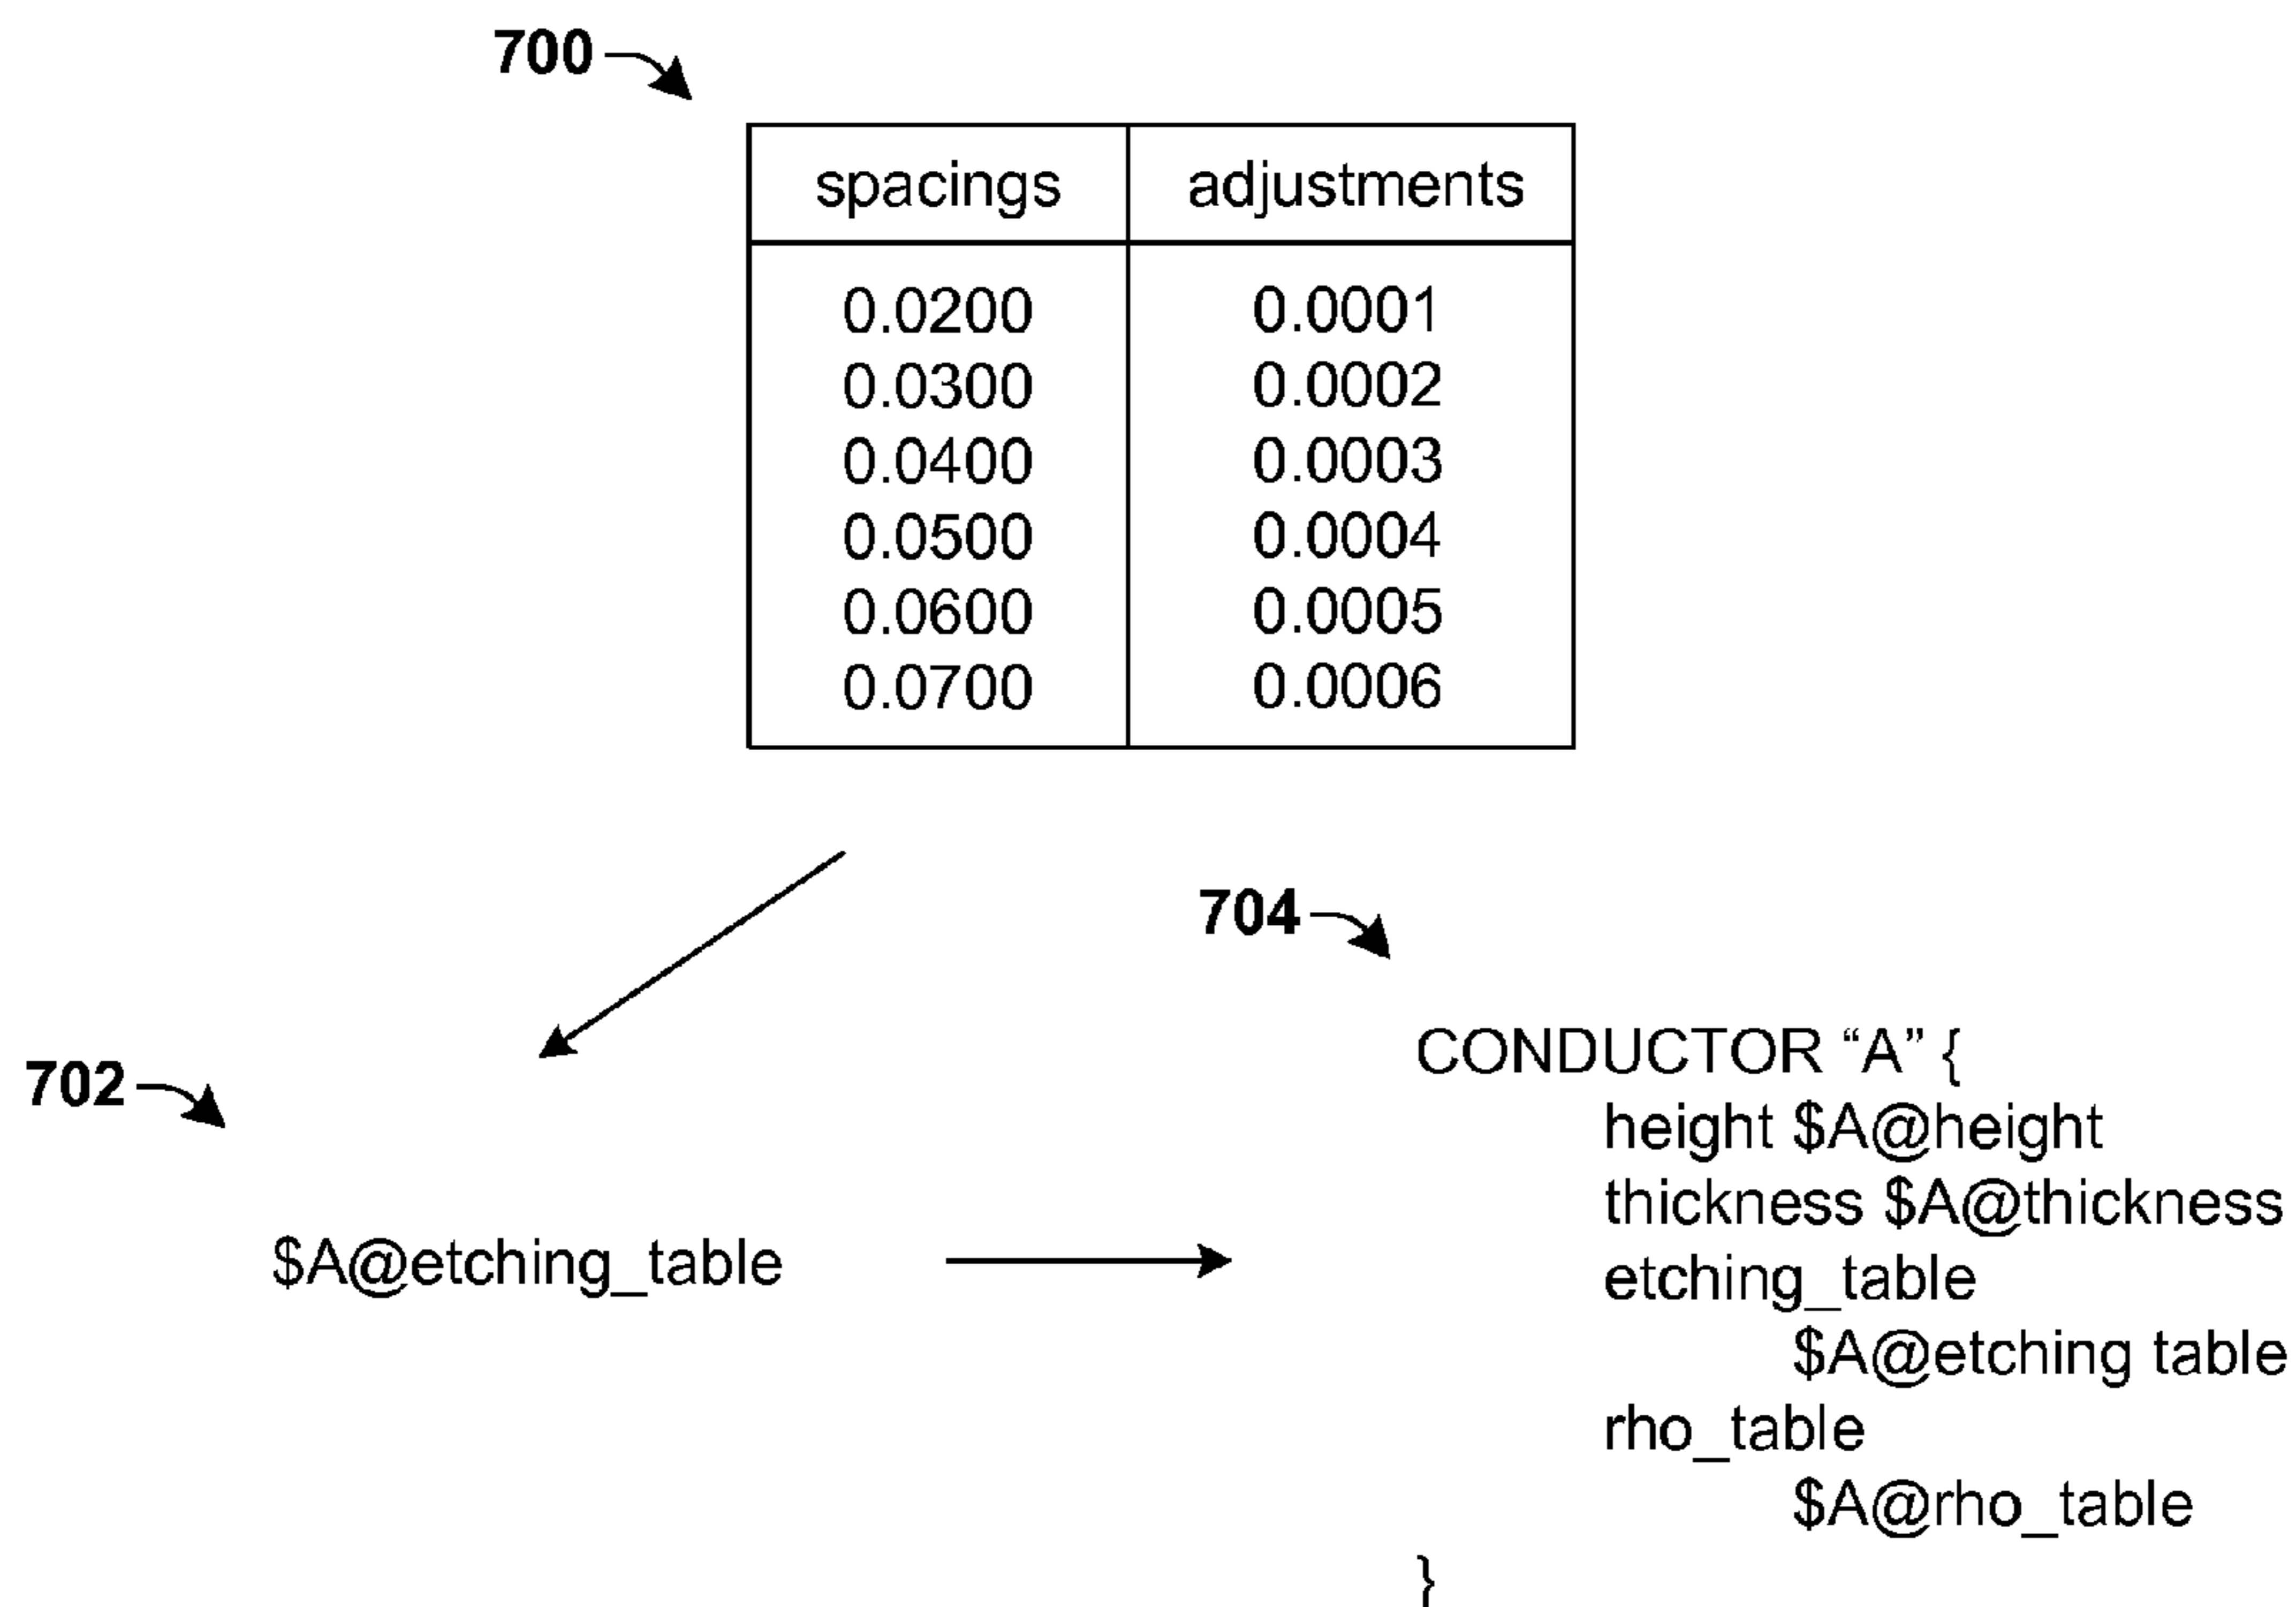 700
spacings adjustments
0.0200 0.0001
0.0300 0.0002
0.0400 0.0003
0.0500 0.0004
0.0600 0.0005
0.0700 0.0006
702
$A@etching_table
704
CONDUCTOR “A” {
height $A@height
thickness $A@thickness
etching_table
$A@etching table
rho_table
$A@rho_table
}